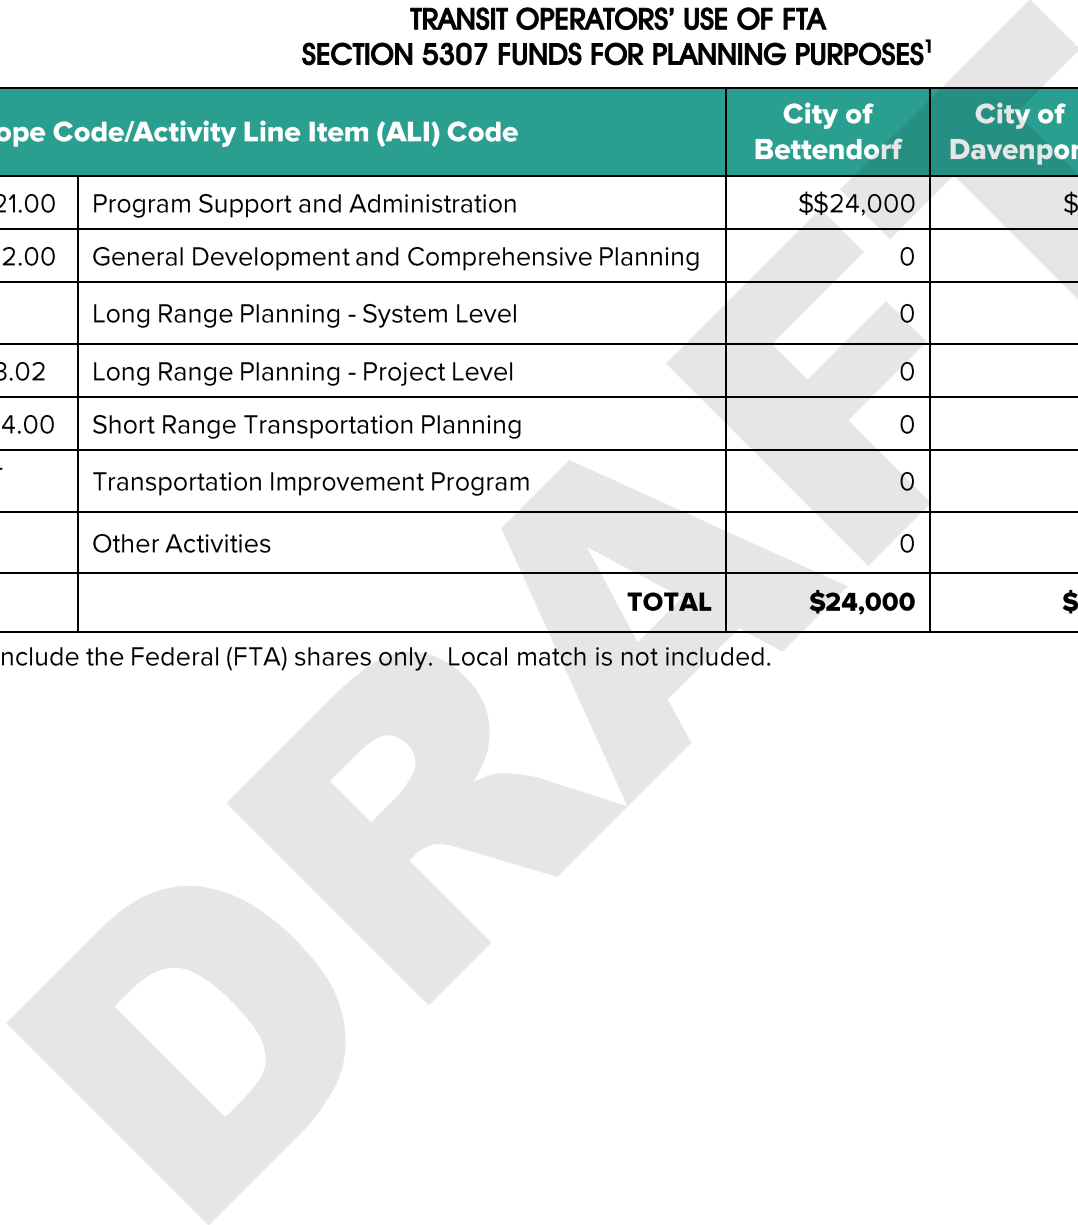 TRANSIT OPERATORS’ USE OF FTA
SECTION 5307 FUNDS FOR PLANNING PURPOSES¹
ope Code/Activity Line Item (ALI) Code
City of
Bettendorf
City of
Davenpor
21.00 Program Support and Administration $$24,000 $
2.00 General Development and Comprehensive Planning 0
Long Range Planning - System Level 0
3.02 Long Range Planning - Project Level 0
4.00 Short Range Transportation Planning 0
Transportation Improvement Program 0
Other Activities 0
TOTAL $24,000 $
nclude the Federal (FTA) shares only. Local match is not included.
DRAFT